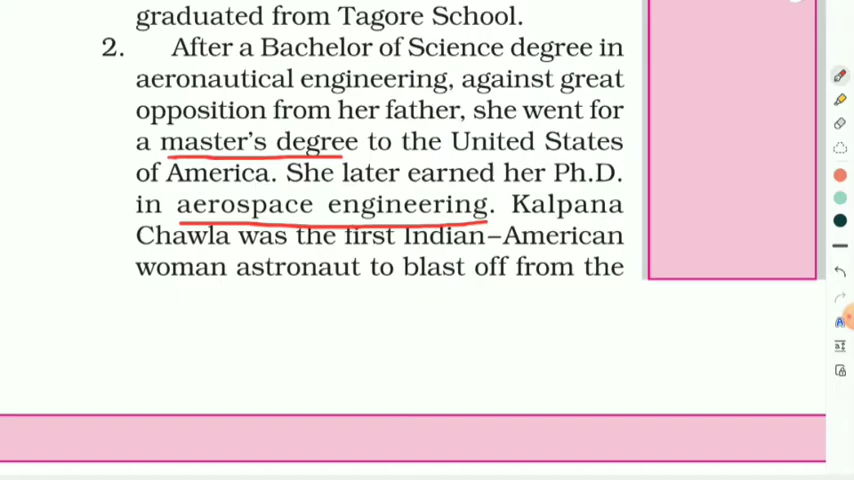 graduated from Tagore School.
2. After a Bachelor of Science degree in
aeronautical engineering, against great
opposition from her father, she went for
a master's degree to the United States
of America. She later earned her Ph.D.
in aerospace engineering. Kalpana
Chawla was the first Indian–American
woman astronaut to blast off from the